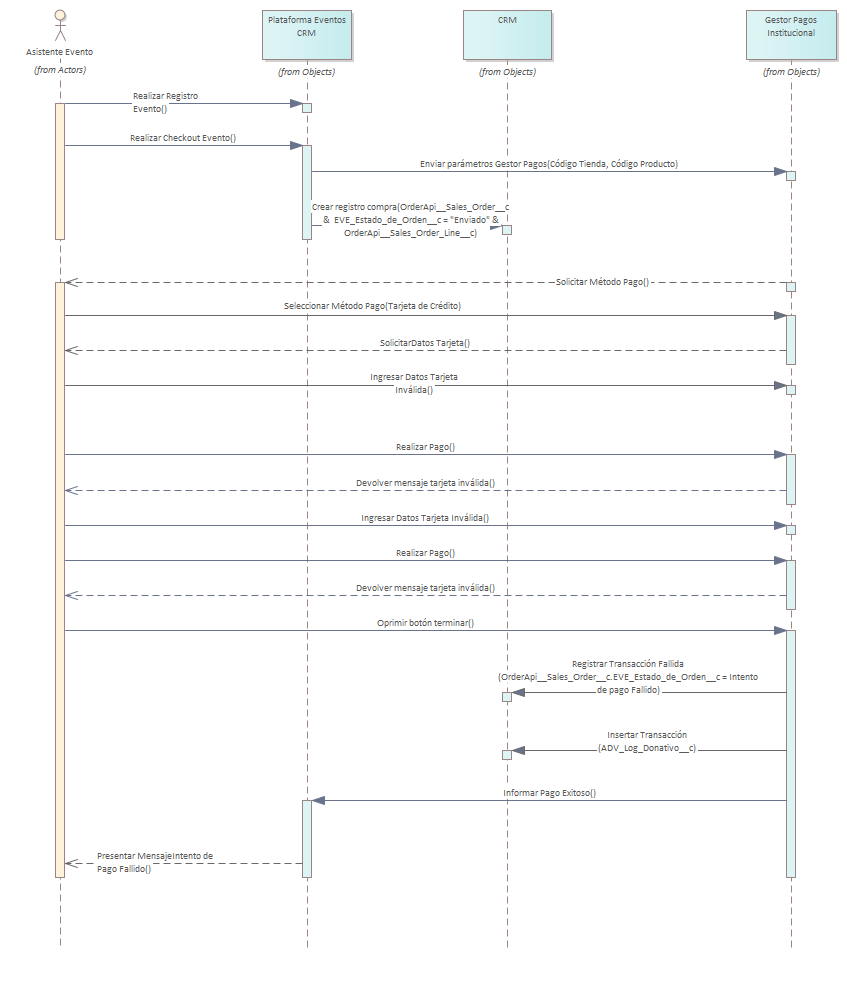 Asistente Evento
(from Actors)
Plataforma Eventos
CRM
(from Objects)
CRM
(from Objects)
Gestor Pagos
Institucional
(from Objects)
Realizar Registro
Evento()
Realizar Checkout Evento()
Enviar parámetros Gestor Pagos(Código Tienda, Código Producto)
Crear registro compra(OrderApi__Sales_Order__c
& EVE_Estado_de_Orden__c = "Enviado" &
OrderApi__Sales_Order_Line__c)
Solicitar Método Pago()
Seleccionar Método Pago(Tarjeta de Crédito)
SolicitarDatos Tarjeta()
Ingresar Datos Tarjeta
Inválida()
Realizar Pago()
Devolver mensaje tarjeta inválida()
Ingresar Datos Tarjeta Inválida()
Realizar Pago()
Devolver mensaje tarjeta inválida()
Oprimir botón terminar()
Registrar Transacción Fallida
(OrderApi__Sales_Order__c.EVE_Estado_de_Orden__c = Intento
de pago Fallido)
Insertar Transacción
(ADV_Log_Donativo__c)
Informar Pago Exitoso()
Presentar MensajeIntento de
Pago Fallido()